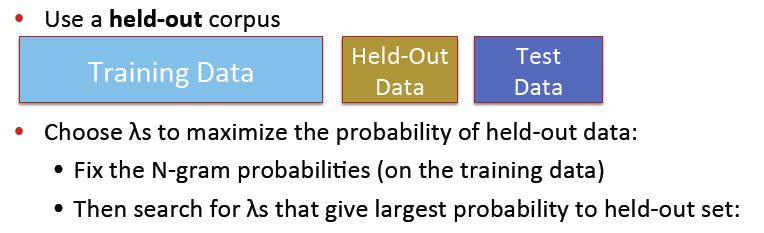 • Use a held-out corpus
Training Data
Held-Out
Data
Test
Data
• Choose λs to maximize the probability of held-out data:
• Fix the N-gram probabilities (on the training data)
• Then search for λs that give largest probability to held-out set: